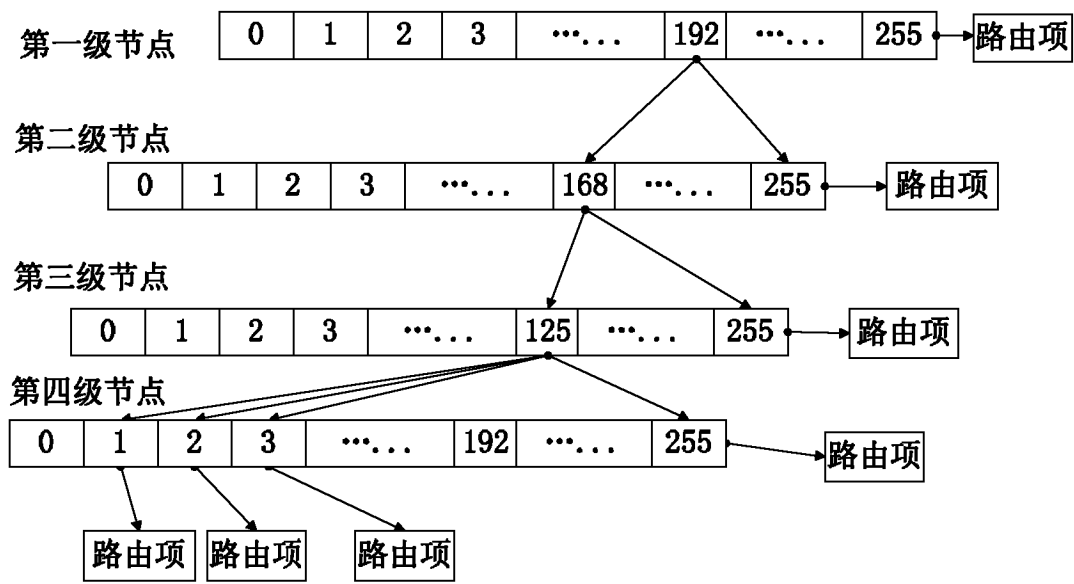 第一级节点 0 1 2 3 ···... 192 ···... 255 路由项
第二级节点
0 1 2 3 ···... 168 ···... 255 路由项
第三级节点
0 1 2 3 ···... 125 ···... 255 路由项
第四级节点
0 1 2 3 ···... 192 ···... 255 路由项
路由项 路由项 路由项